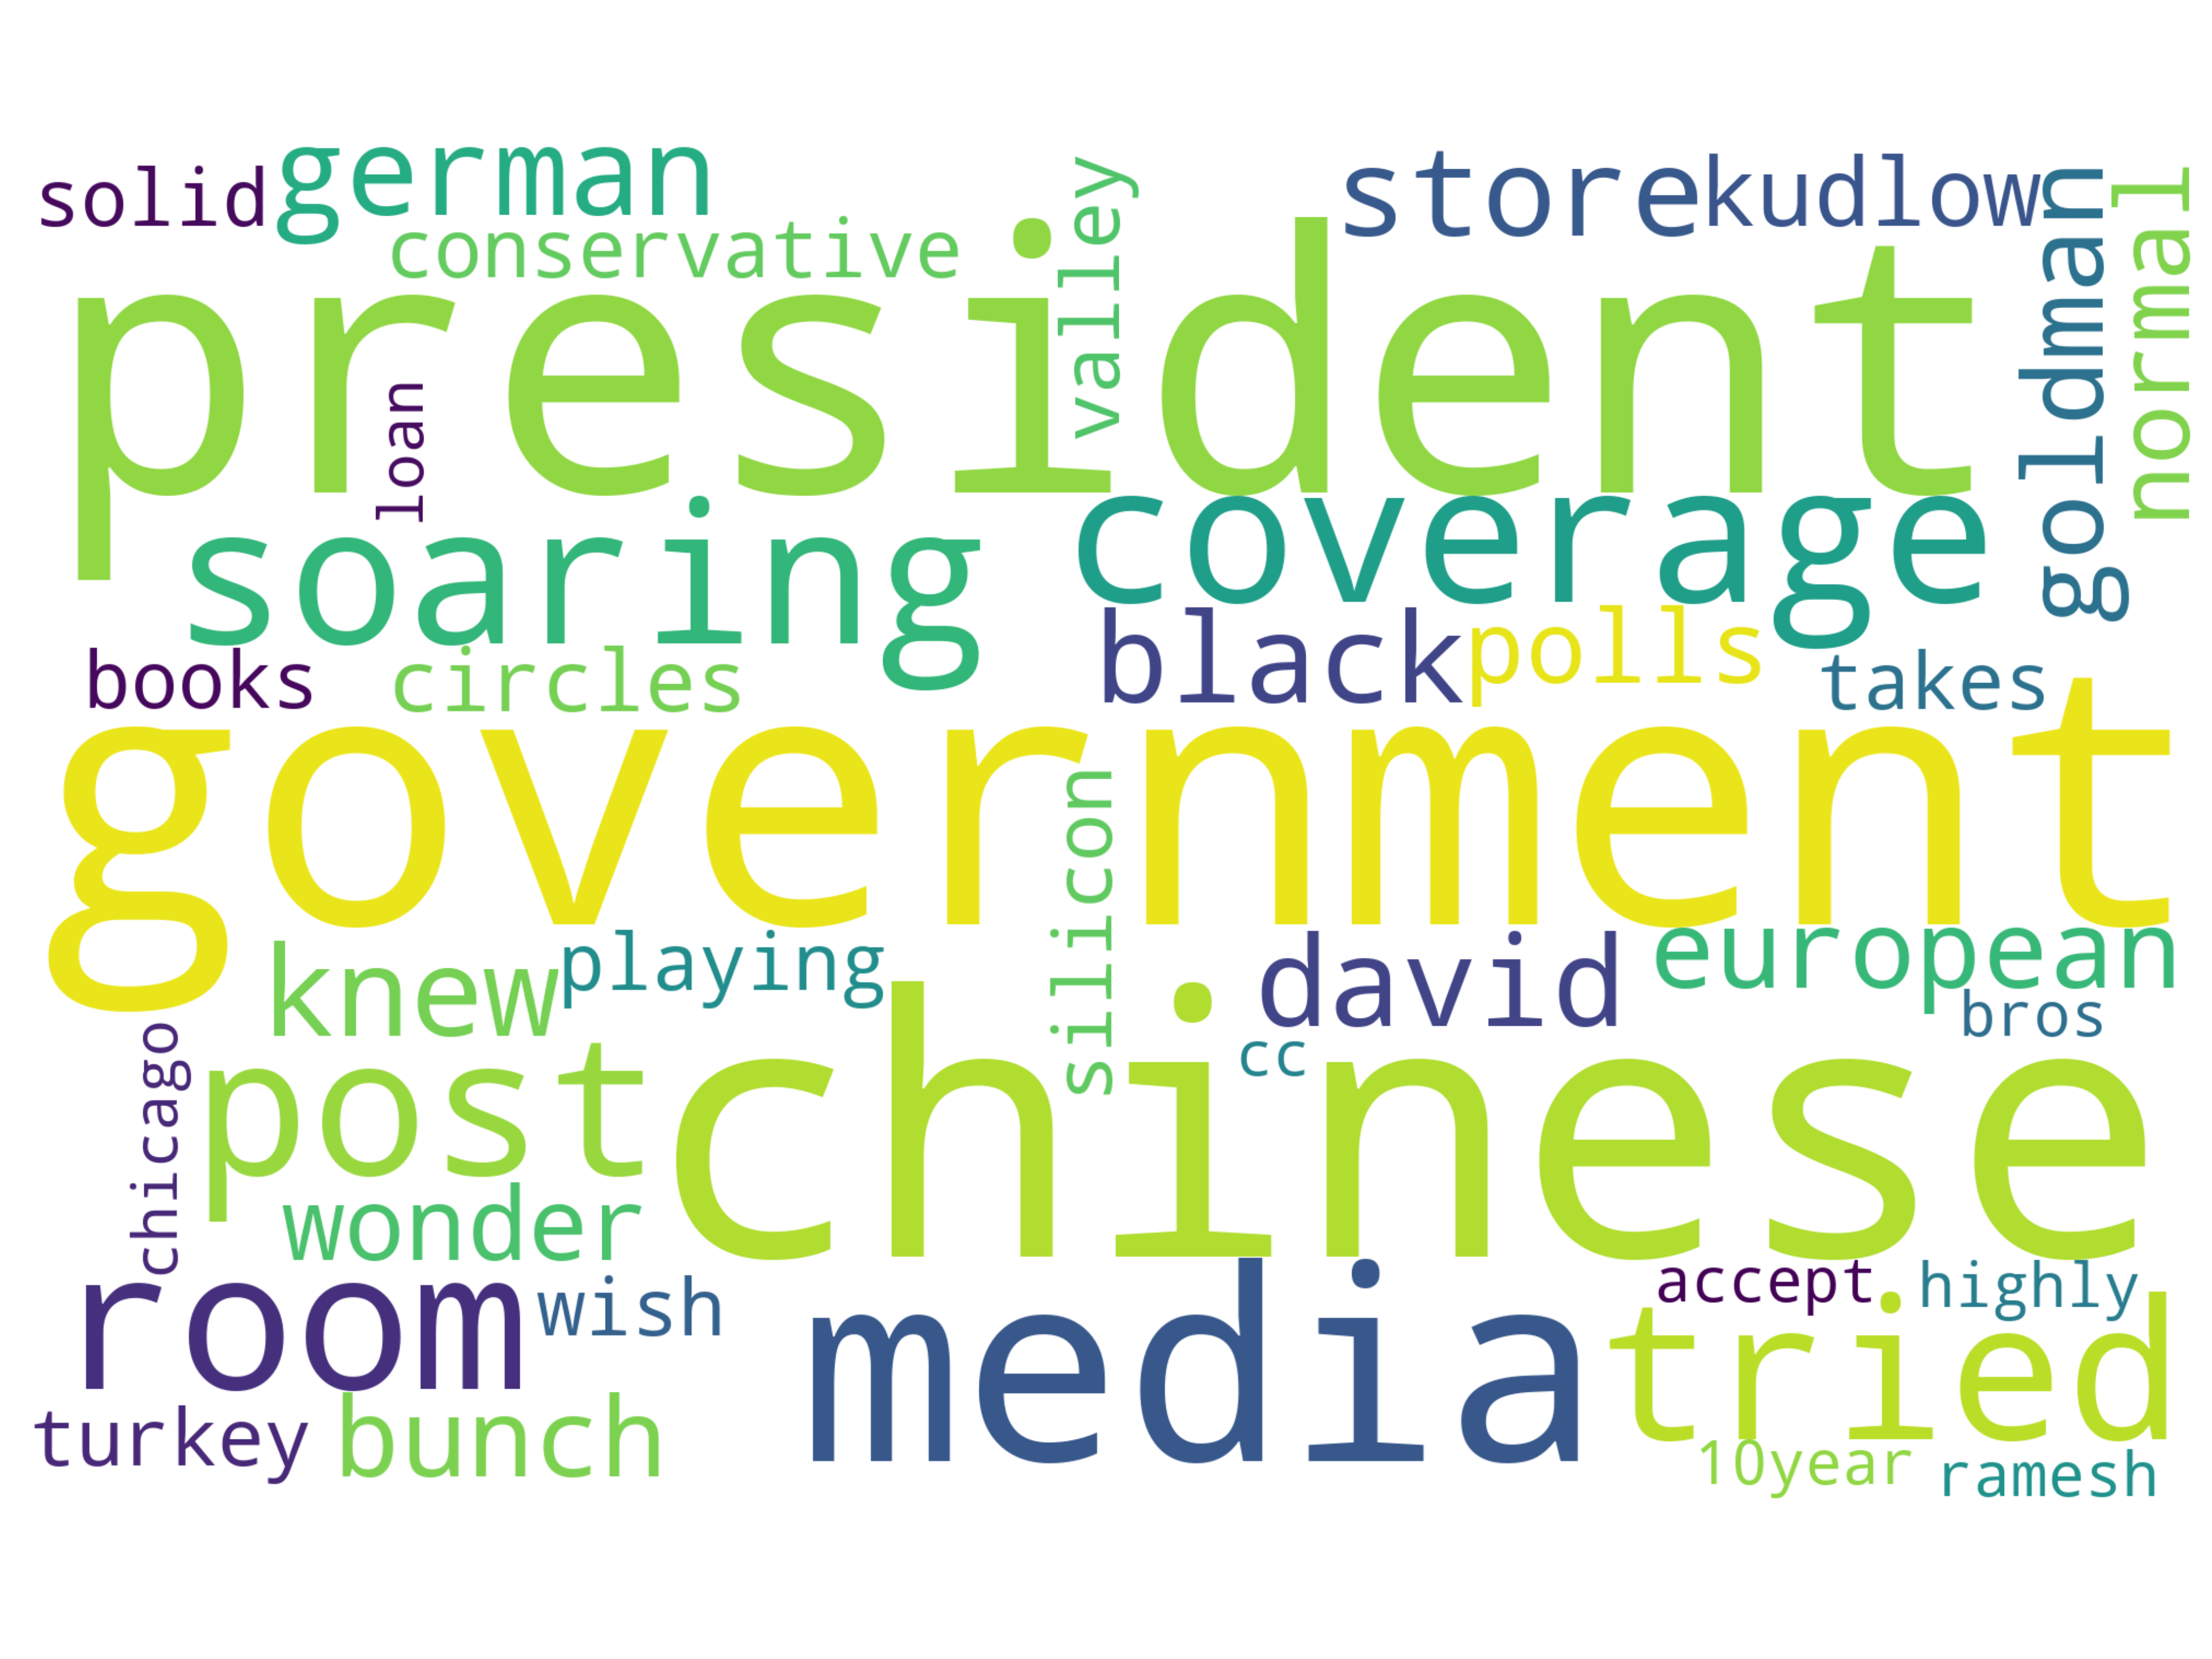 solid
german
conservative
valley
store
kudlow
goldman
normal
president
loan
soaring
coverage
books
circles
black
polls
takes
government
silicon
knew
playing
david
european
bros
cc
chicago
post
chinese
wonder
room
wish
media
accept
highly
tried
turkey
bunch
10year
ramesh